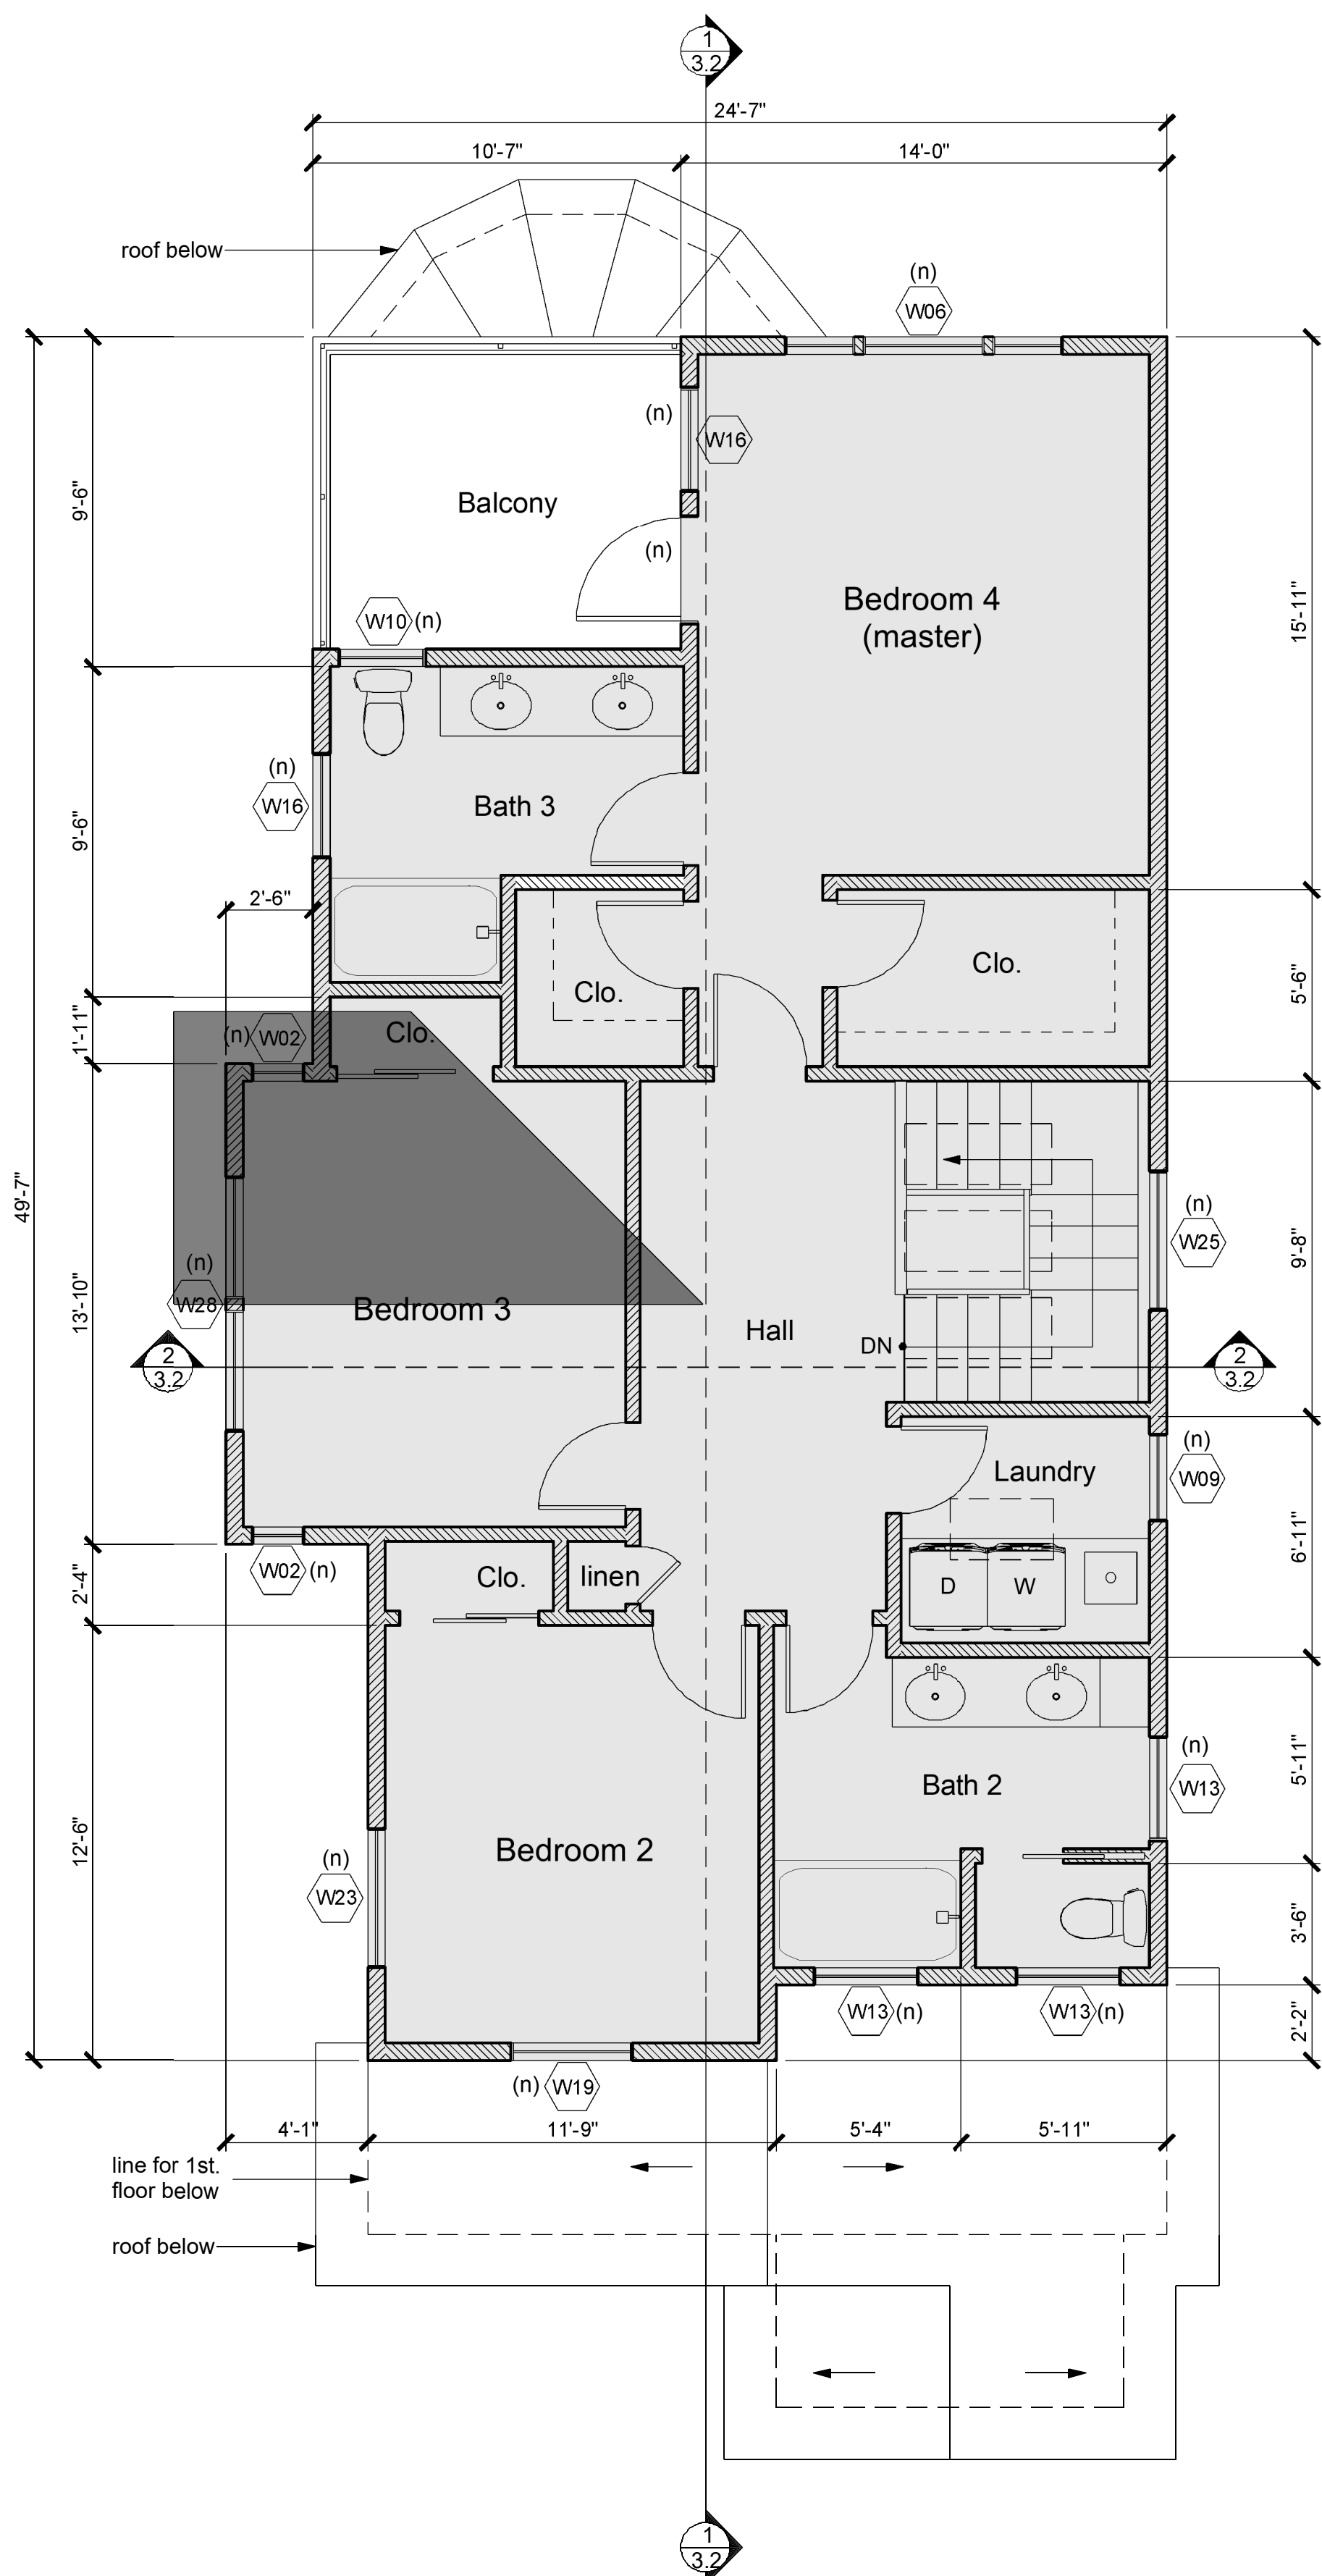 1
3.2
24'-7"
10'-7"
14'-0"
roof below
(n)
W06
(n)
W16
9'-6"
Balcony
(n)
Bedroom 4
(master)
15'-11"
W10 (n)
49'-7"
(n)
W16
Bath 3
9'-6"
2'-6"
Clo.
Clo.
5'-6"
1'-11"
(n) W02
Clo.
(n)
W25
9'-8"
(n)
W28
13'-10"
Bedroom 3
Hall
DN
2
3.2
2
3.2
(n)
W09
Laundry
6'-11"
W02 (n)
2'-4"
Clo.
linen
D
W
(n)
W13
5'-11"
Bath 2
12'-6"
Bedroom 2
(n)
W23
3'-6"
W13 (n)
W13 (n)
2'-2"
(n) W19
4'-1"
11'-9"
5'-4"
5'-11"
line for 1st.
floor below
roof below
1
3.2